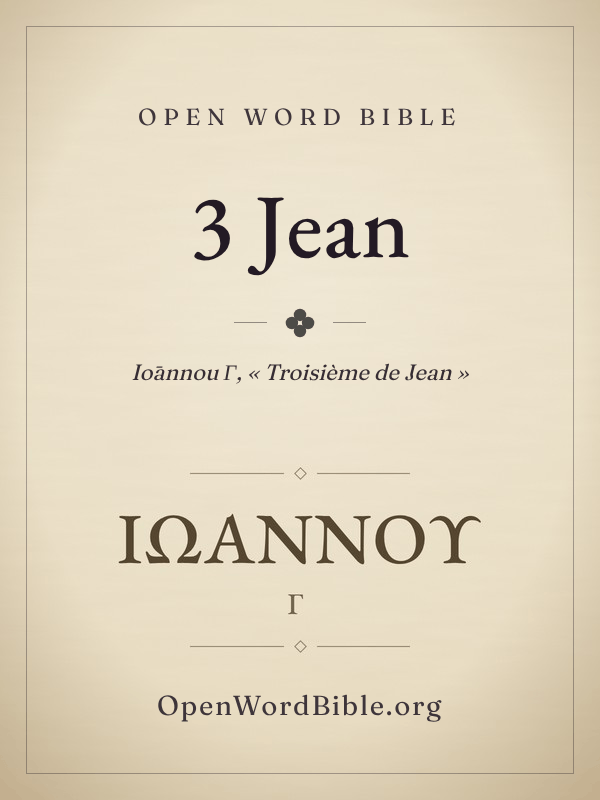 OPEN WORD BIBLE
3 Jean
Ioānnou Γ, « Troisième de Jean »
ΙΩΑΝΝΟΥ
Γ
OpenWordBible.org